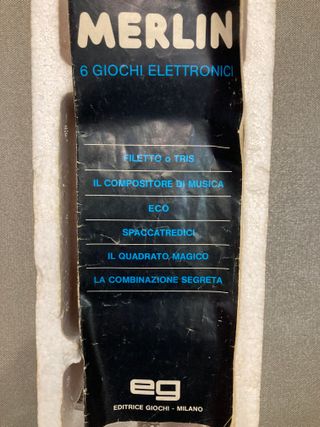 MERLIN
6 GIOCHI ELETTRONICI
FILETTO o TRIS
IL COMPOSITORE DI MUSICA
ECO
SPACCATREDICI
IL QUADRATO MAGICO
LA COMBINAZIONE SEGRETA
eg
EDITRICE GIOCHI - MILANO